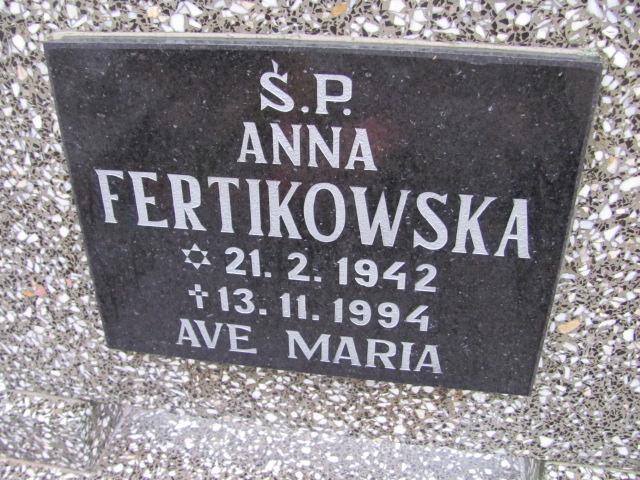 Ś.P.
ANNA
FERTIKOWSKA
✡ 21. 2. 1942
✝ 13. 11. 1994
AVE MARIA